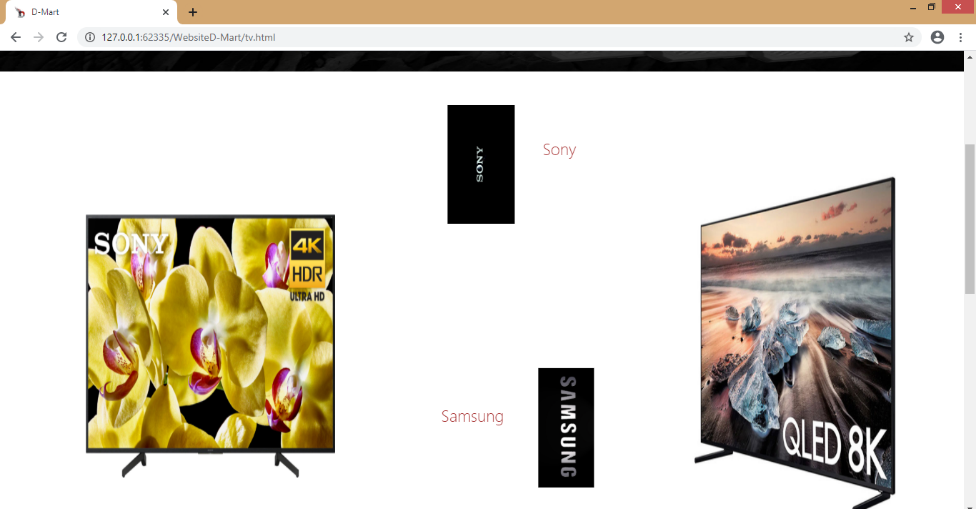 D-Mart
127.0.0.1:62335/WebsiteD-Mart/tv.html
SONY
Sony
SONY
4K
HDR
ULTRA HD
Samsung
SAMSUNG
QLED 8K